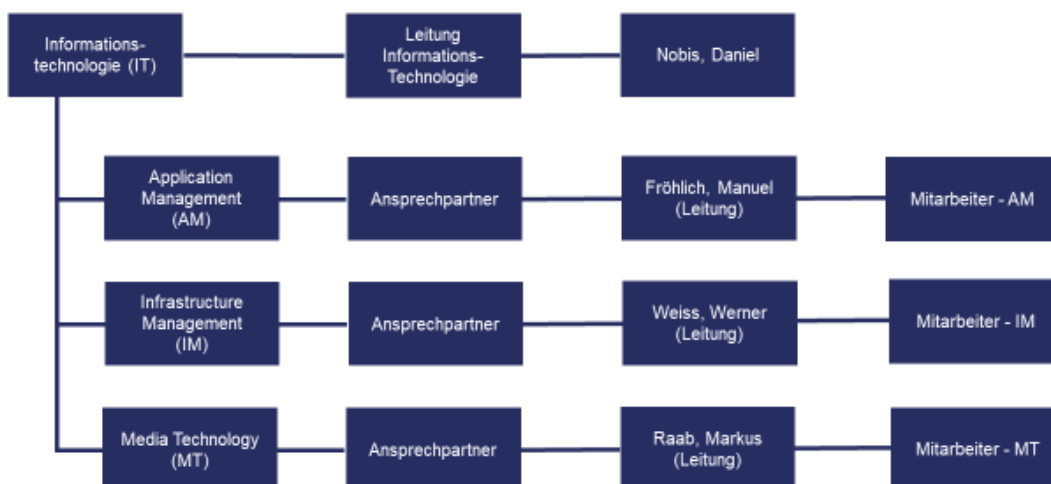 Informations-
technologie (IT)
Leitung
Informations-
Technologie
Nobis, Daniel
Application
Management
(AM)
Ansprechpartner
Fröhlich, Manuel
(Leitung)
Mitarbeiter - AM
Infrastructure
Management
(IM)
Ansprechpartner
Weiss, Werner
(Leitung)
Mitarbeiter - IM
Media Technology
(MT)
Ansprechpartner
Raab, Markus
(Leitung)
Mitarbeiter - MT